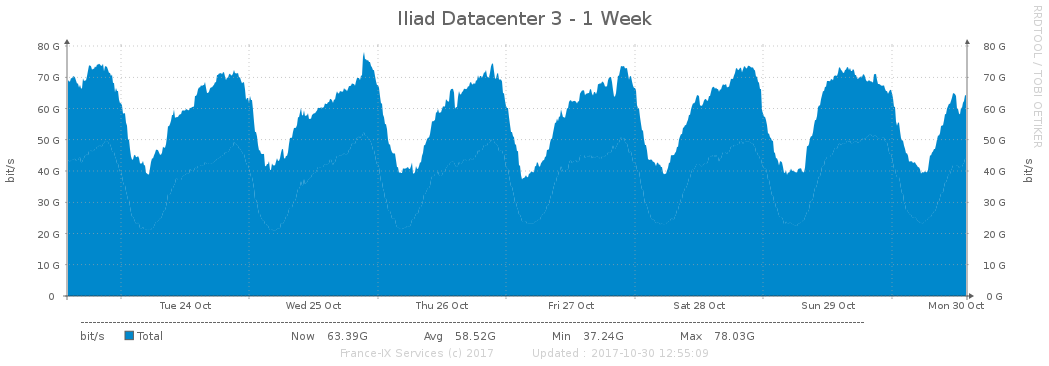 Iliad Datacenter 3 - 1 Week
RRDTOOL / TOBI OETIKER
80 G 80 G
70 G 70 G
60 G 60 G
50 G 50 G
40 G 40 G
30 G 30 G
20 G 20 G
10 G 10 G
0 0 G
bit/s bit/s
Tue 24 Oct Wed 25 Oct Thu 26 Oct Fri 27 Oct Sat 28 Oct Sun 29 Oct Mon 30 Oct
bit/s Total Now 63.39G Avg 58.52G Min 37.24G Max 78.03G
France-IX Services (c) 2017 Updated : 2017-10-30 12:55:09